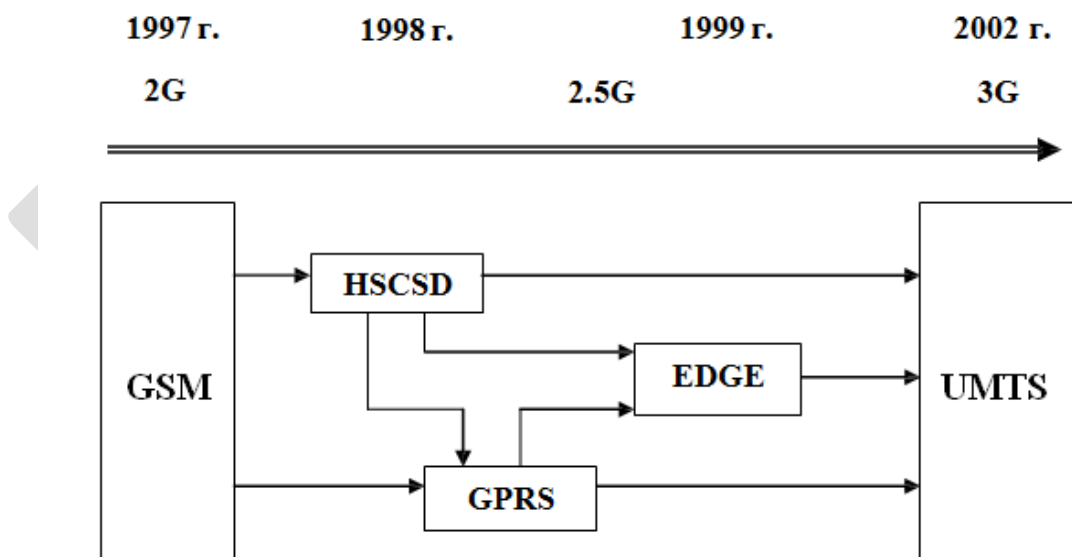 1997 г. 1998 г. 1999 г. 2002 г.
2G 2.5G 3G
HSCSD
GSM EDGE UMTS
GPRS